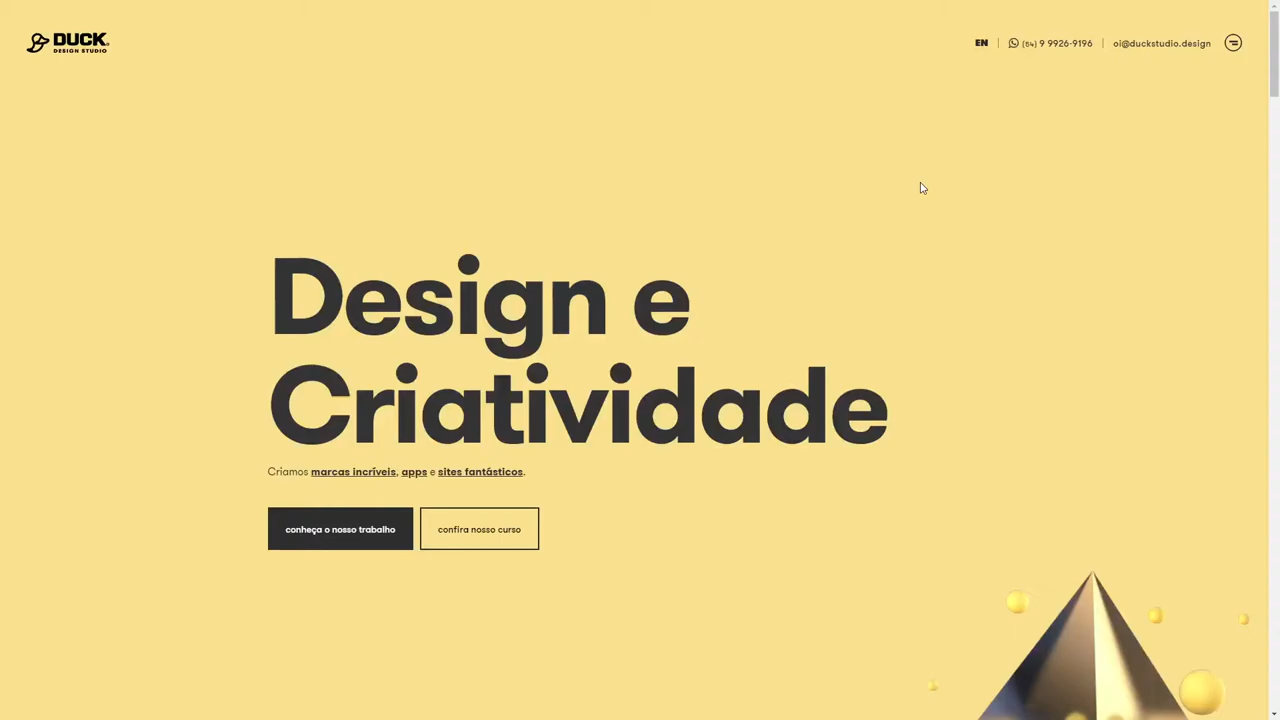 DUCK
DESIGN STUDIO
EN
(54) 9 9926-9196
oi@duckstudio.design
Design e
Criatividade
Criamos marcas incríveis, apps e sites fantásticos.
conheça o nosso trabalho
confira nosso curso